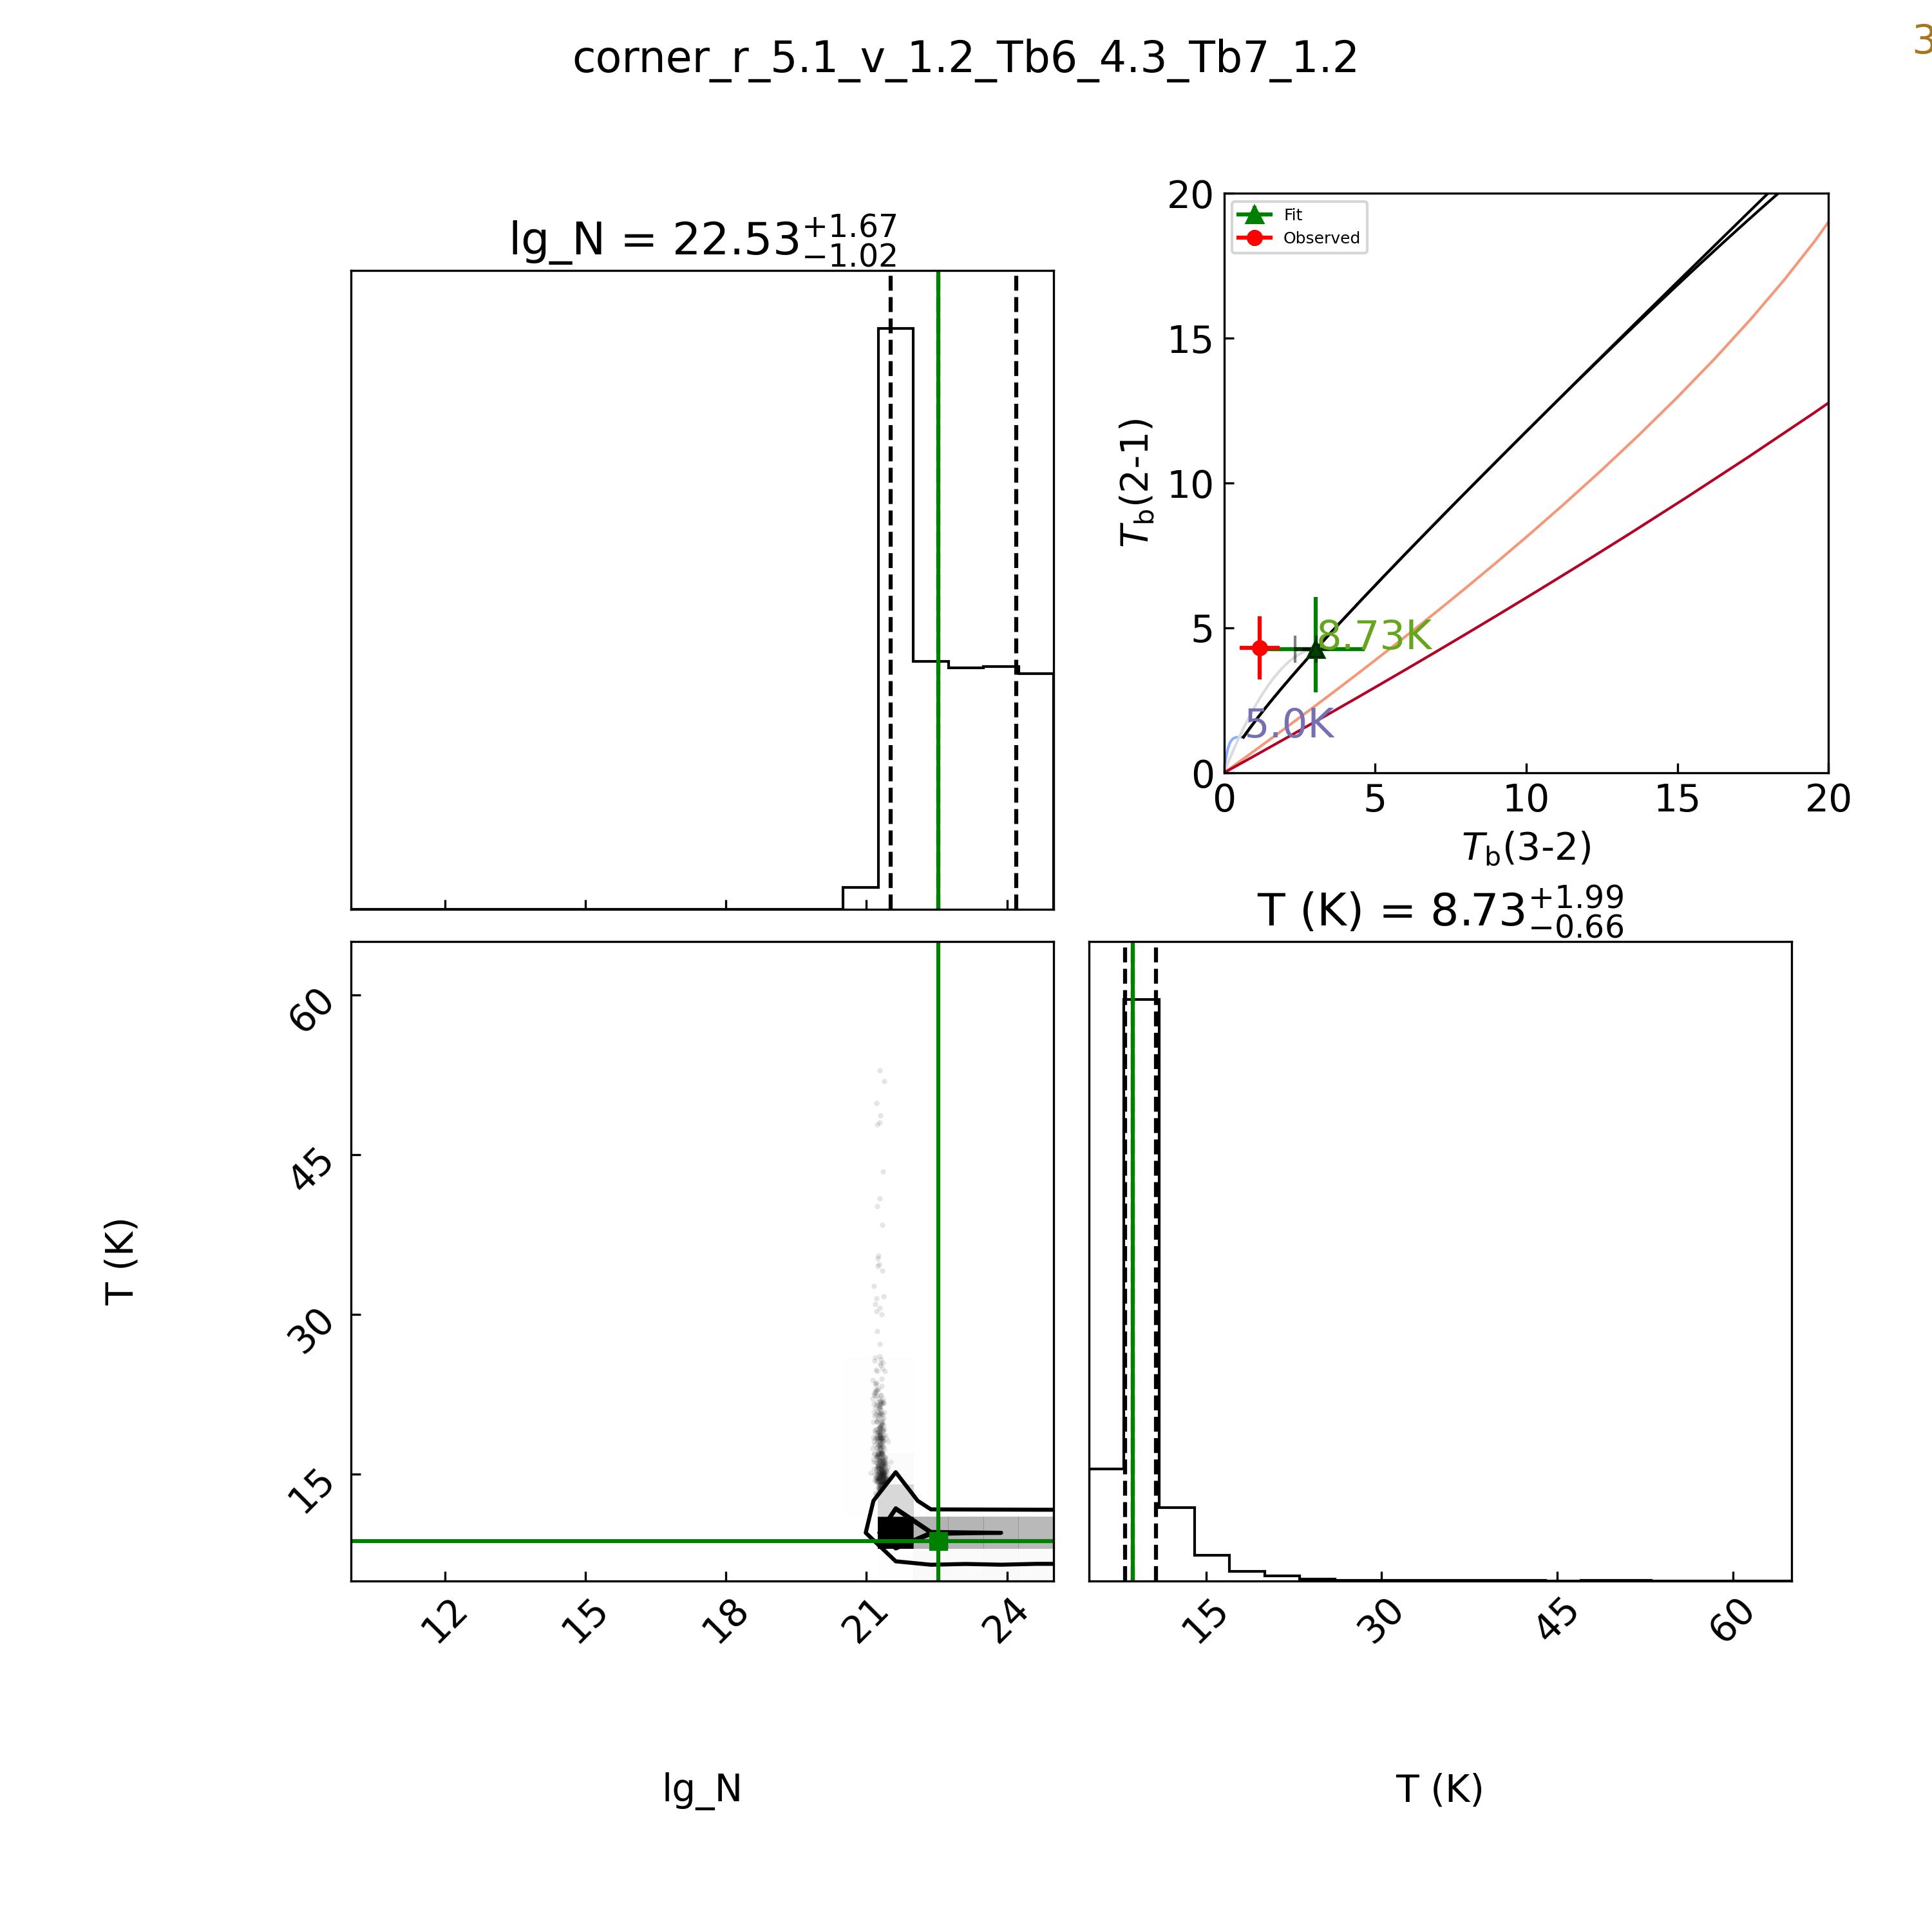 corner_r_5.1_v_1.2_Tb6_4.3_Tb7_1.2
3
lg_N = 22.53+1.67−1.02
20
15
10
5
0
Fit
Observed
Tb(2-1)
8.73K
5.0K
0 5 10 15 20
Tb(3-2)
T (K) = 8.73+1.99−0.66
60
45
30
15
T (K)
12 15 18 21 24
15 30 45 60
lg_N
T (K)